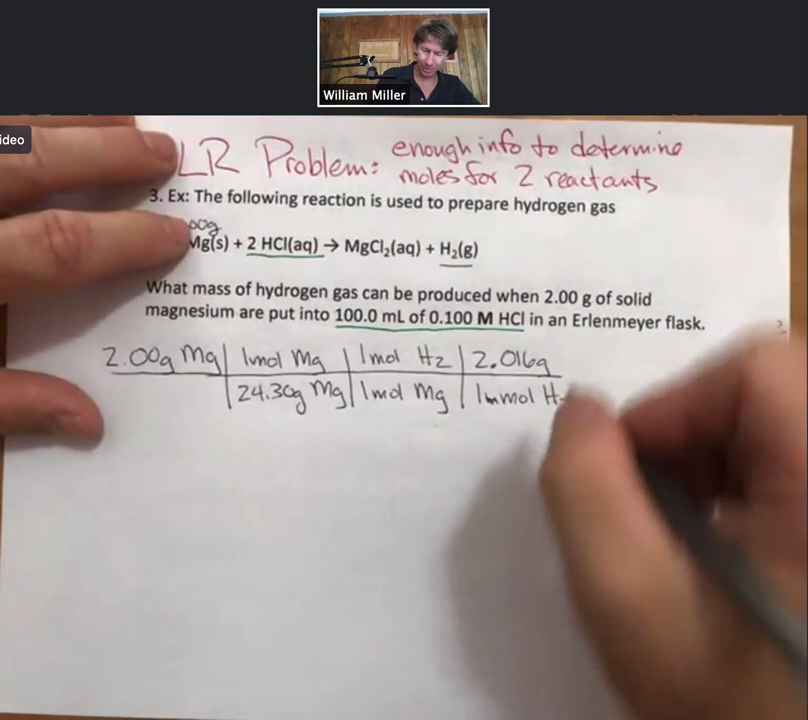 William Miller
ideo
LR Problem: enough info to determine
moles for 2 reactants
3. Ex: The following reaction is used to prepare hydrogen gas
00g
Mg(s) + 2 HCl(aq) → MgCl₂(aq) + H₂(g)
What mass of hydrogen gas can be produced when 2.00 g of solid
magnesium are put into 100.0 mL of 0.100 M HCl in an Erlenmeyer flask.
2.00g Mg | 1mol Mg | 1mol H₂ | 2.016g
24.30g Mg | 1mol Mg | 1mol H